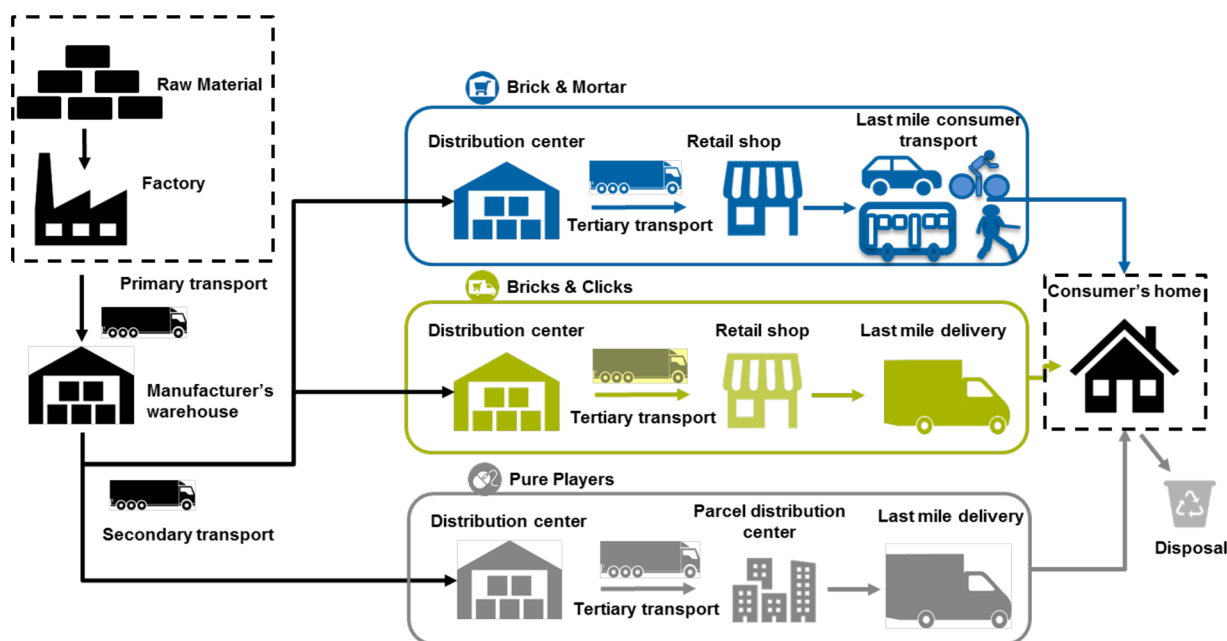 Raw Material
Factory
Primary transport
Manufacturer's
warehouse
Secondary transport
Brick & Mortar
Distribution center
Tertiary transport
Retail shop
Last mile consumer
transport
Bricks & Clicks
Distribution center
Tertiary transport
Retail shop
Last mile delivery
Pure Players
Distribution center
Tertiary transport
Parcel distribution
center
Last mile delivery
Consumer's home
Disposal